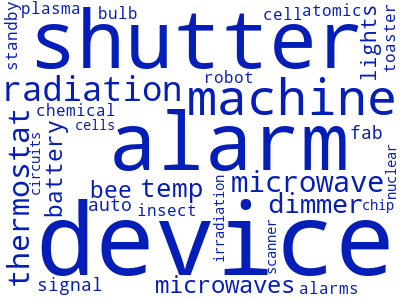 plasma
bulb
cell
atomic
standby
shutter
lights
toaster
robot
radiation
machine
chemical
cells
alarm
fab
thermostat
circuits
battery
bee
temp
microwave
nuclear
auto
insect
irradiation
dimmer
chip
device
scanner
signal
microwaves
alarms